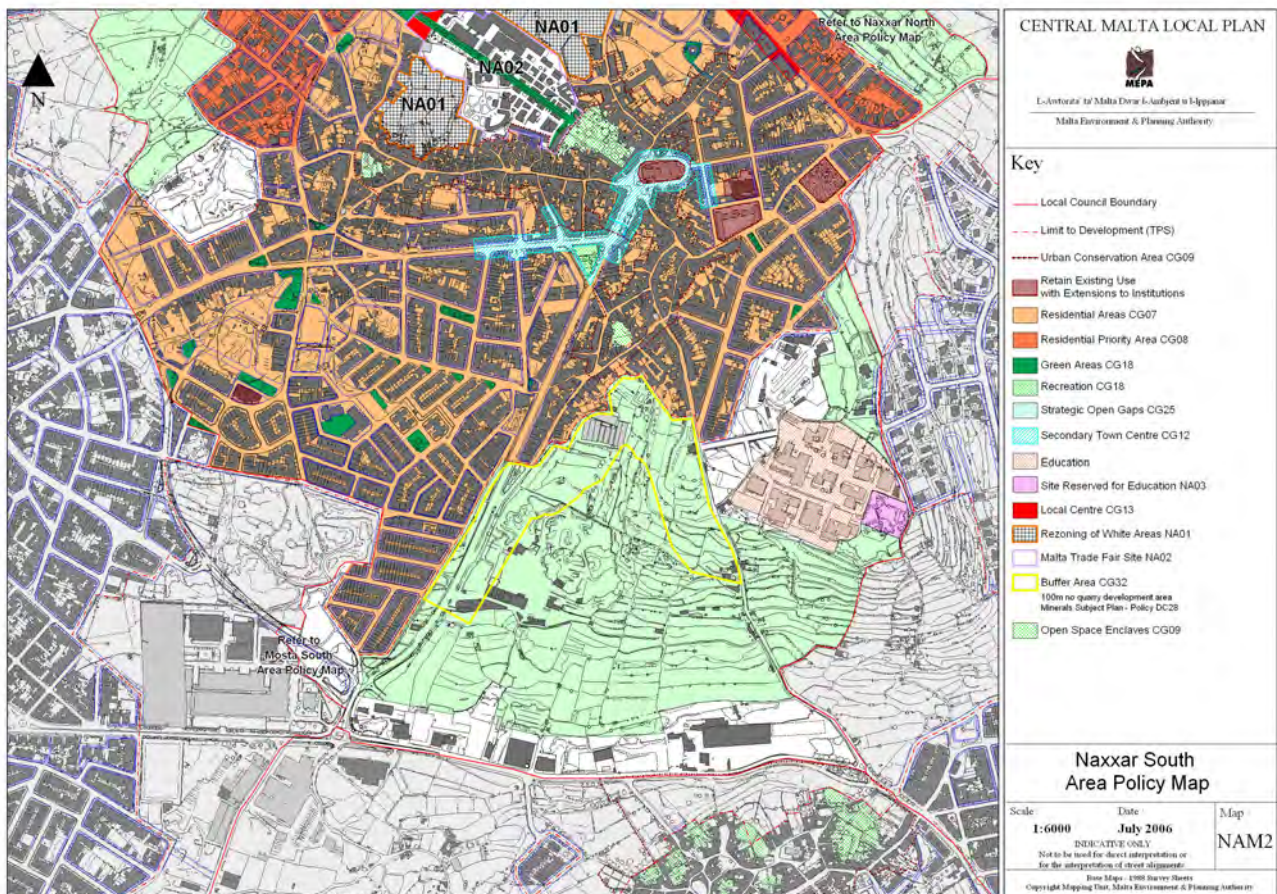 NA01
Refer to Naxxar North
Area Policy Map
NA02
NA01
N
Refer to
Mosta South
Area Policy Map
CENTRAL MALTA LOCAL PLAN
MEPA
L-Awtorita' ta' Malta Dwar l-Ambjent u l-Ippjanar
Malta Environment & Planning Authority
Key
Local Council Boundary
Limit to Development (TPS)
Urban Conservation Area CG09
Retain Existing Use
with Extensions to Institutions
Residential Areas CG07
Residential Priority Area CG08
Green Areas CG18
Recreation CG18
Strategic Open Gaps CG25
Secondary Town Centre CG12
Education
Site Reserved for Education NA03
Local Centre CG13
Rezoning of White Areas NA01
Malta Trade Fair Site NA02
Buffer Area CG32
100m no quarry development area
Minerals Subject Plan - Policy DC28
Open Space Enclaves CG09
Naxxar South
Area Policy Map
Scale Date Map
1:6000 July 2006
NAM2
INDICATIVE ONLY
Not to be used for direct interpretation or
for the interpretation of street alignments
Base Maps - 1988 Survey Sheets
Copyright Mapping Unit, Malta Environment & Planning Authority